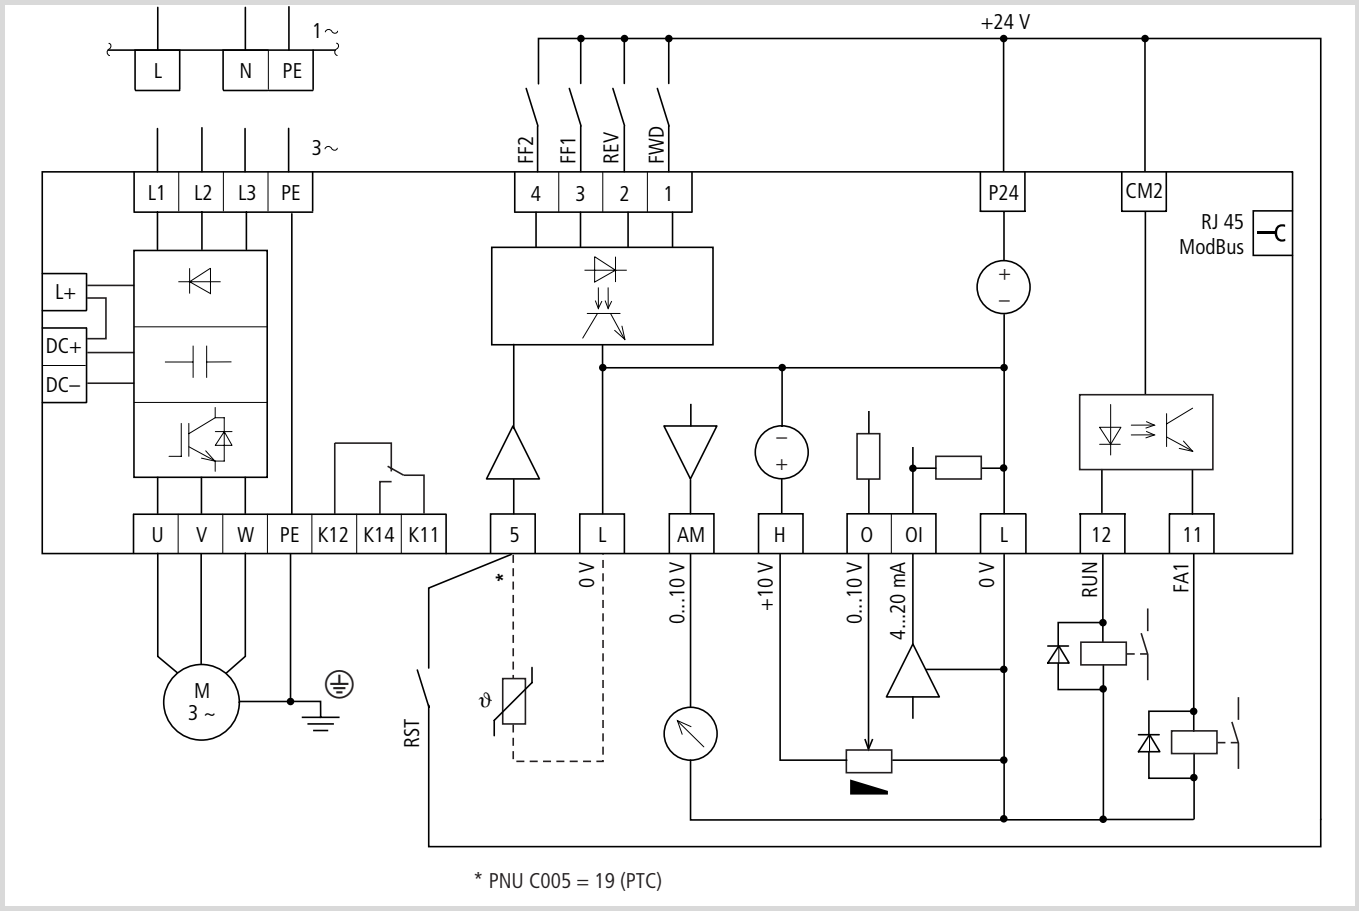 +24 V
1~
L N PE
3~
FF2 FF1 REV FWD
L1 L2 L3 PE
4 3 2 1
P24
CM2
RJ 45
ModBus
L+
DC+
DC–
+
–
–
+
U V W PE K12 K14 K11
5
L
AM
H
O OI
L
12
11
*
0 V
0...10 V
+10 V
0...10 V
4...20 mA
0 V
RUN
FA1
M
3 ~
ϑ
RST
* PNU C005 = 19 (PTC)